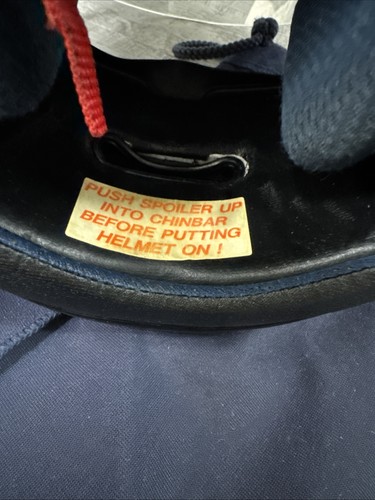 PUSH SPOILER UP
INTO CHINBAR
BEFORE PUTTING
HELMET ON !